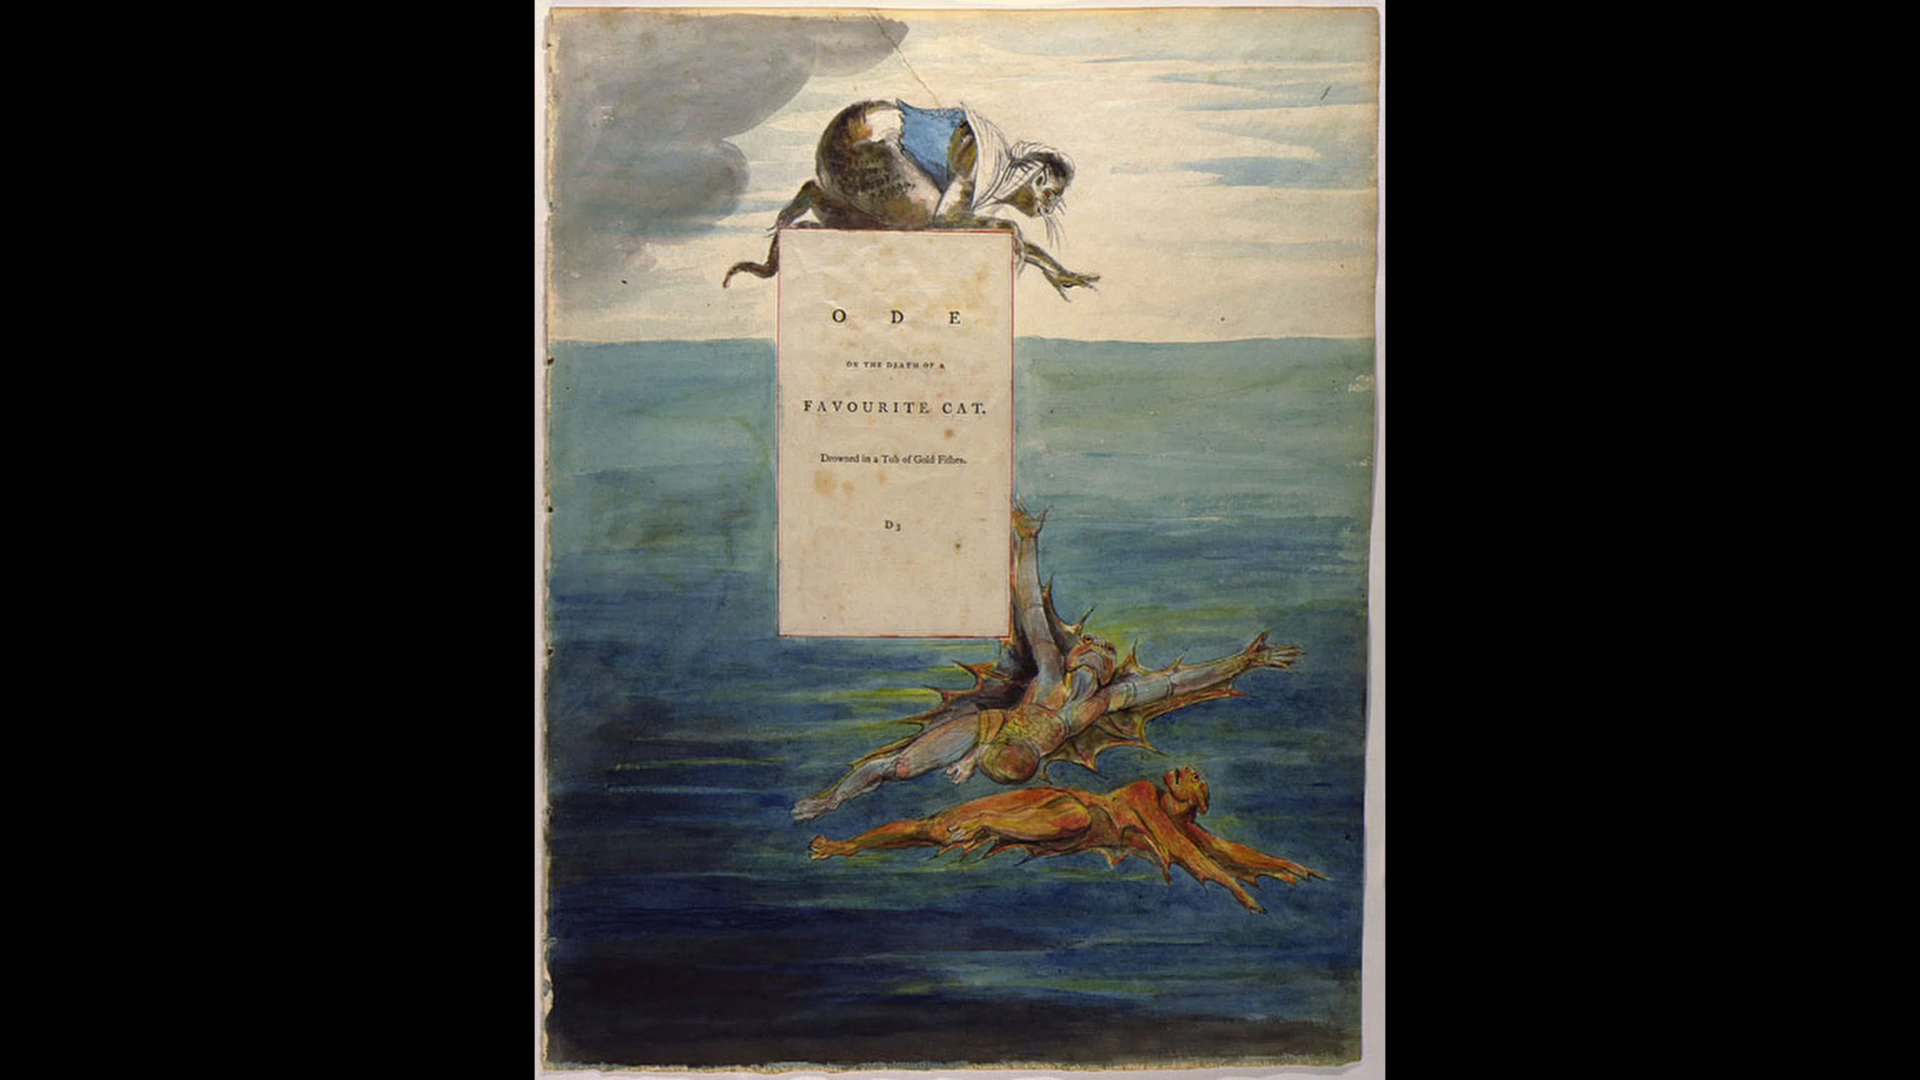 O D E
ON THE DEATH OF A
FAVOURITE CAT.
Drowned in a Tub of Gold Fishes.
D3